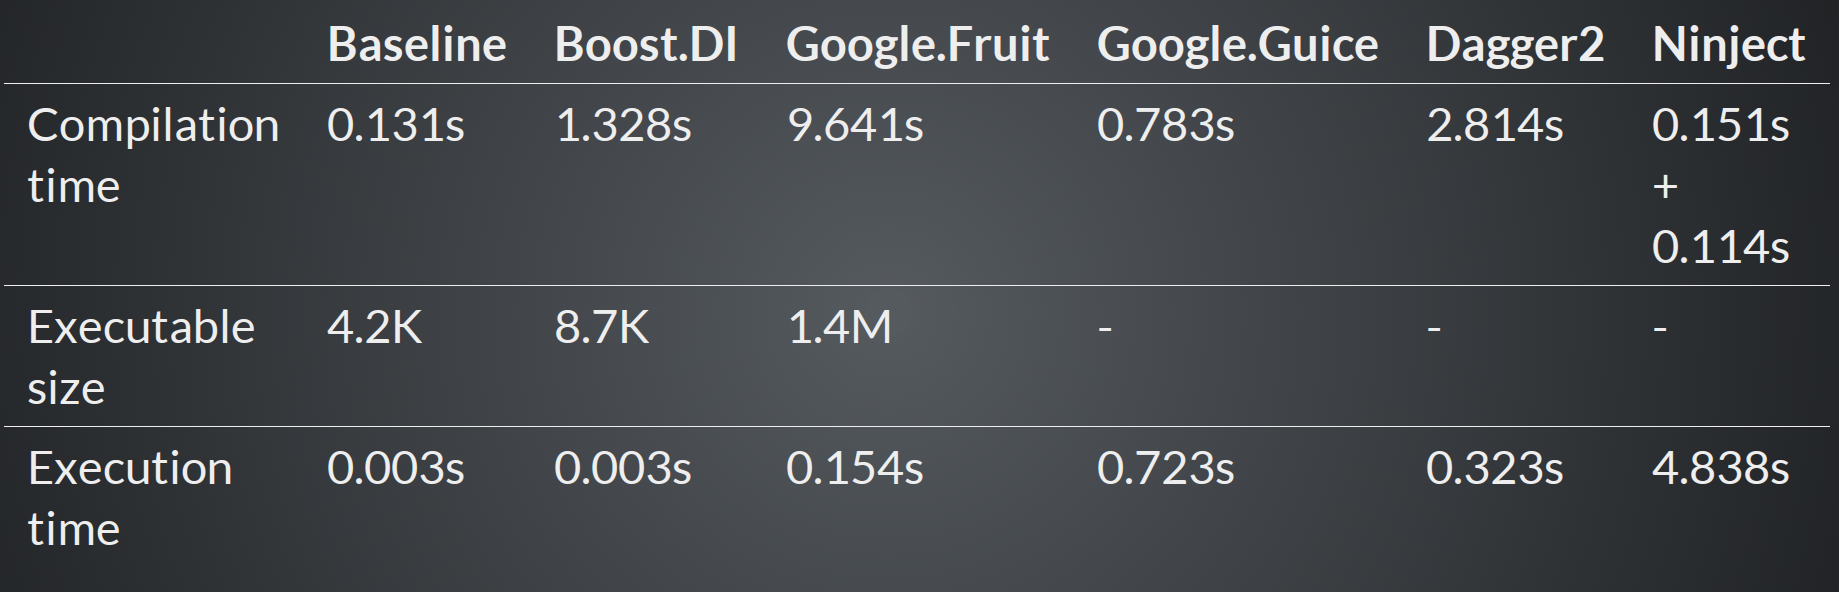 Baseline Boost.DI Google.Fruit Google.Guice Dagger2 Ninject
Compilation 0.131s 1.328s 9.641s 0.783s 2.814s 0.151s
time +
0.114s
Executable 4.2K 8.7K 1.4M - - -
size
Execution 0.003s 0.003s 0.154s 0.723s 0.323s 4.838s
time